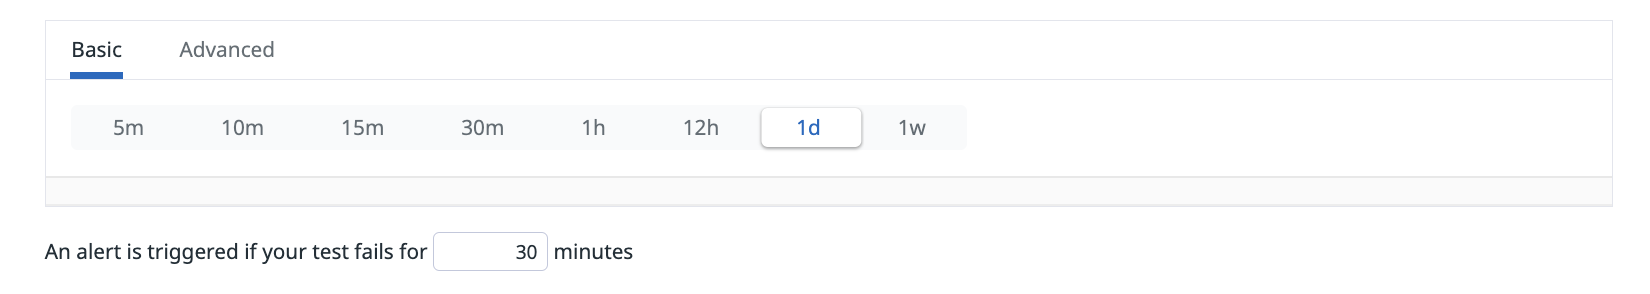 Basic Advanced
5m 10m 15m 30m 1h 12h 1d 1w
An alert is triggered if your test fails for 30 minutes